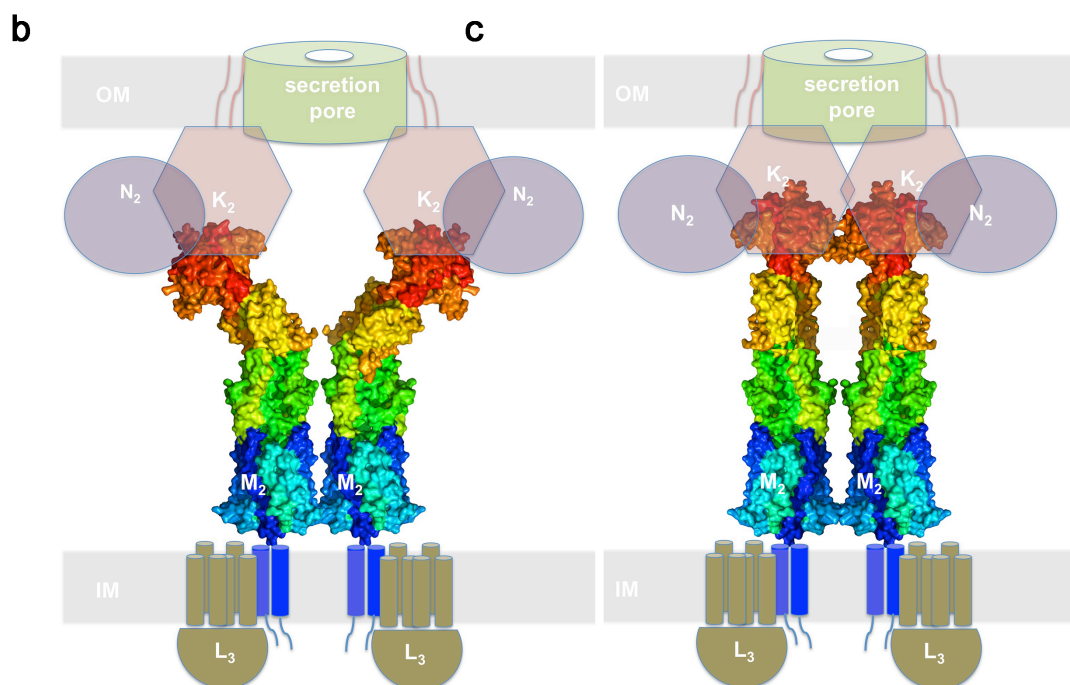 b
OM
secretion
pore
N₂
K₂
K₂
N₂
M₂
M₂
IM
L₃
L₃
c
OM
secretion
pore
N₂
K₂
K₂
N₂
M₂
M₂
IM
L₃
L₃